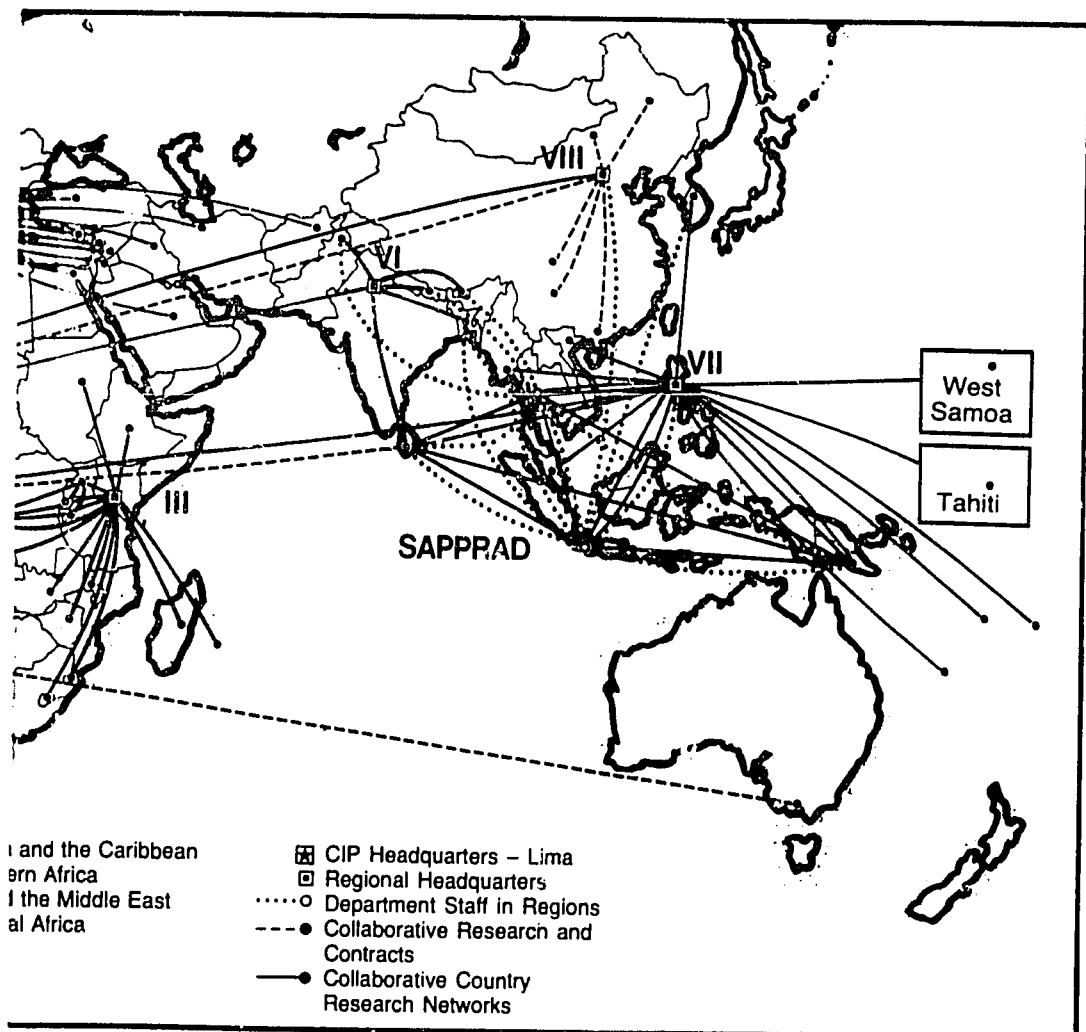 VIII
VI
VII
West
Samoa
Tahiti
III
SAPPRAD
and the Caribbean
ern Africa
the Middle East
al Africa
CIP Headquarters – Lima
Regional Headquarters
Department Staff in Regions
Collaborative Research and
Contracts
Collaborative Country
Research Networks